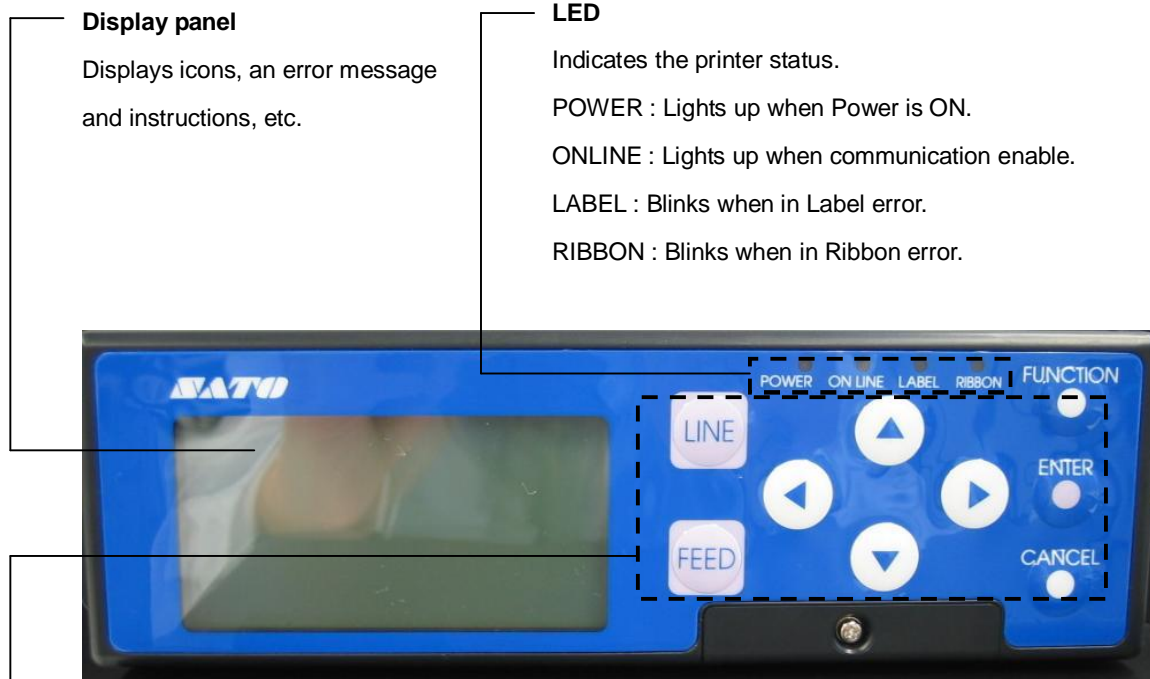 Display panel
Displays icons, an error message
and instructions, etc.
LED
Indicates the printer status.
POWER : Lights up when Power is ON.
ONLINE : Lights up when communication enable.
LABEL : Blinks when in Label error.
RIBBON : Blinks when in Ribbon error.
SATO
POWER ON LINE LABEL RIBBON
FUNCTION
LINE
ENTER
FEED
CANCEL